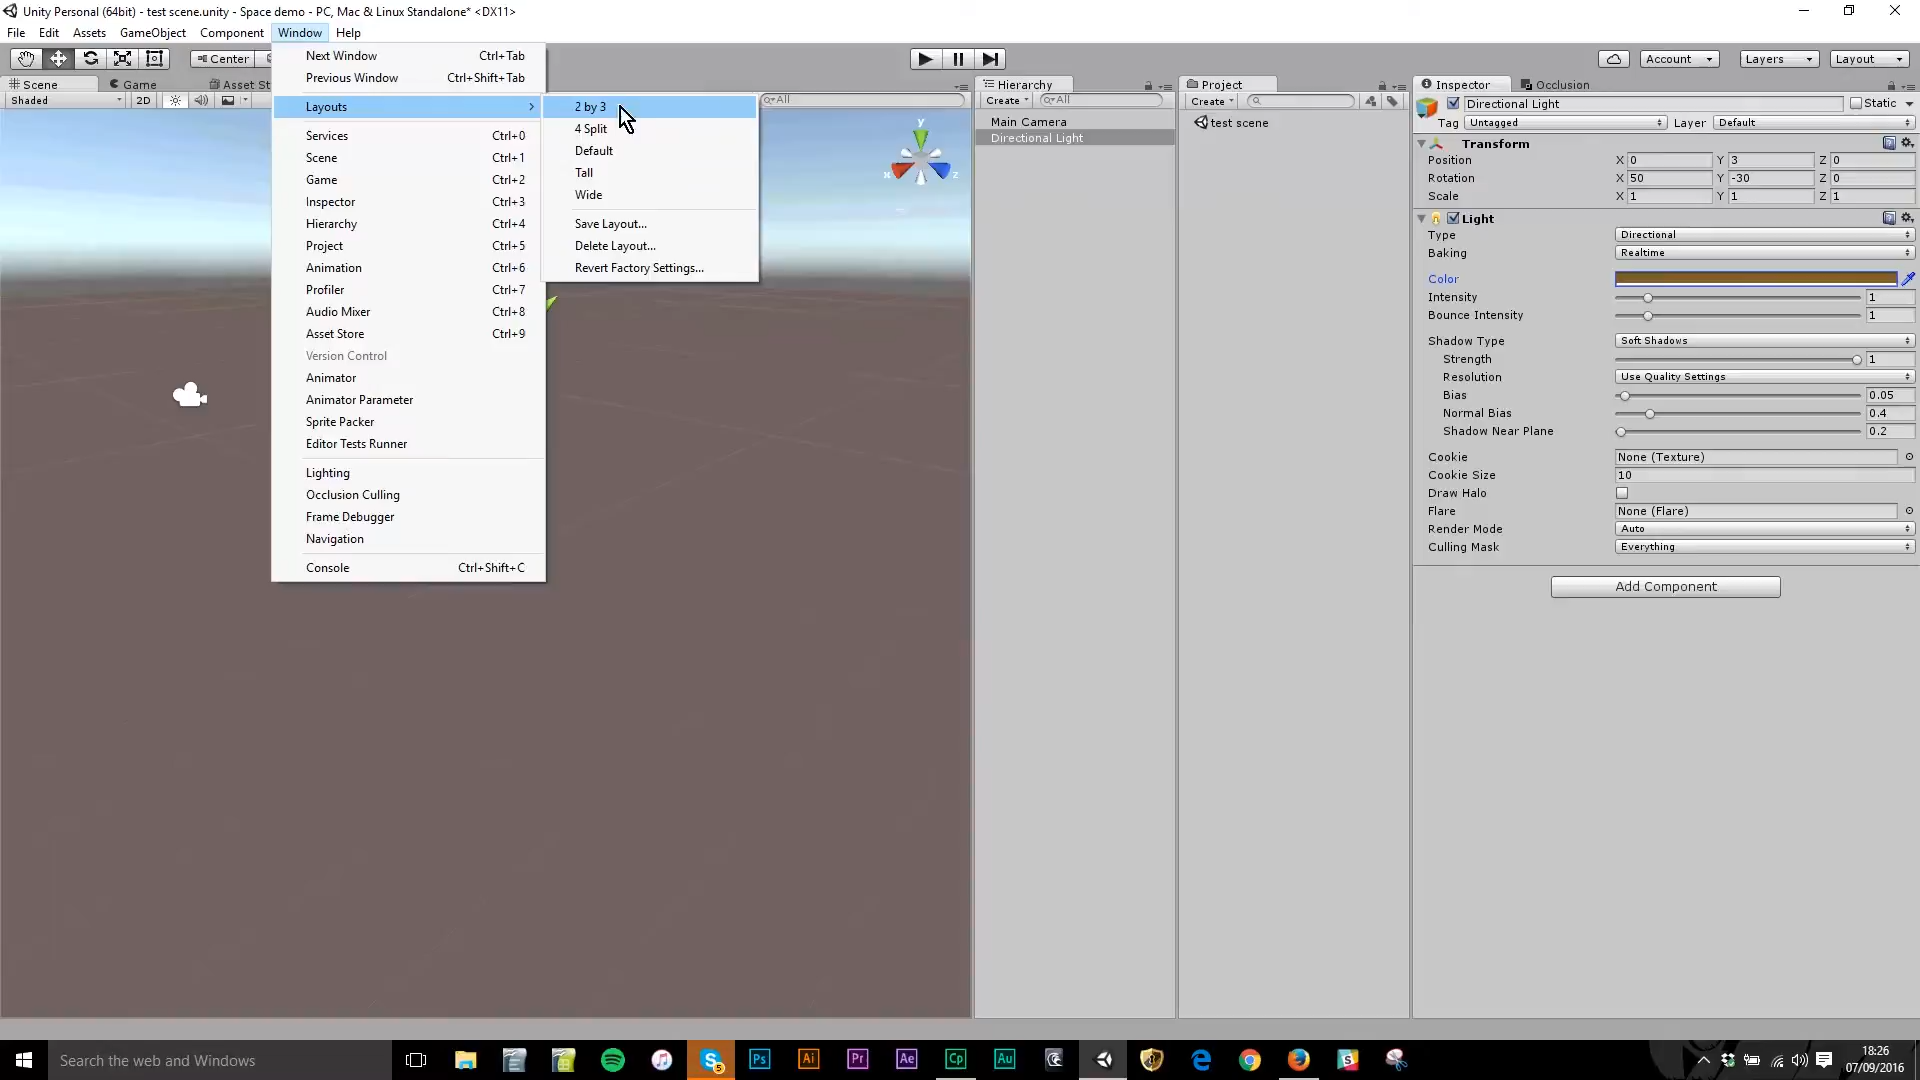 Unity Personal (64bit) - test scene.unity - Space demo - PC, Mac & Linux Standalone* <DX11>
File Edit Assets GameObject Component Window Help
Center
Account Layers Layout
Scene Game Asset St
Shaded 2D All
Next Window Ctrl+Tab
Previous Window Ctrl+Shift+Tab
Layouts
Services Ctrl+0
Scene Ctrl+1
Game Ctrl+2
Inspector Ctrl+3
Hierarchy Ctrl+4
Project Ctrl+5
Animation Ctrl+6
Profiler Ctrl+7
Audio Mixer Ctrl+8
Asset Store Ctrl+9
Version Control
Animator
Animator Parameter
Sprite Packer
Editor Tests Runner
Lighting
Occlusion Culling
Frame Debugger
Navigation
Console Ctrl+Shift+C
2 by 3
4 Split
Default
Tall
Wide
Save Layout...
Delete Layout...
Revert Factory Settings...
y
x z
Hierarchy
Create All
Main Camera
Directional Light
Project
Create
test scene
Inspector Occlusion
Directional Light Static
Tag Untagged Layer Default
Transform
Position X 0 Y 3 Z 0
Rotation X 50 Y -30 Z 0
Scale X 1 Y 1 Z 1
Light
Type Directional
Baking Realtime
Color
Intensity 1
Bounce Intensity 1
Shadow Type Soft Shadows
Strength 1
Resolution Use Quality Settings
Bias 0.05
Normal Bias 0.4
Shadow Near Plane 0.2
Cookie None (Texture)
Cookie Size 10
Draw Halo
Flare None (Flare)
Render Mode Auto
Culling Mask Everything
Add Component
Search the web and Windows
5 Ps Ai Pr Ae Cp Au
18:26
07/09/2016